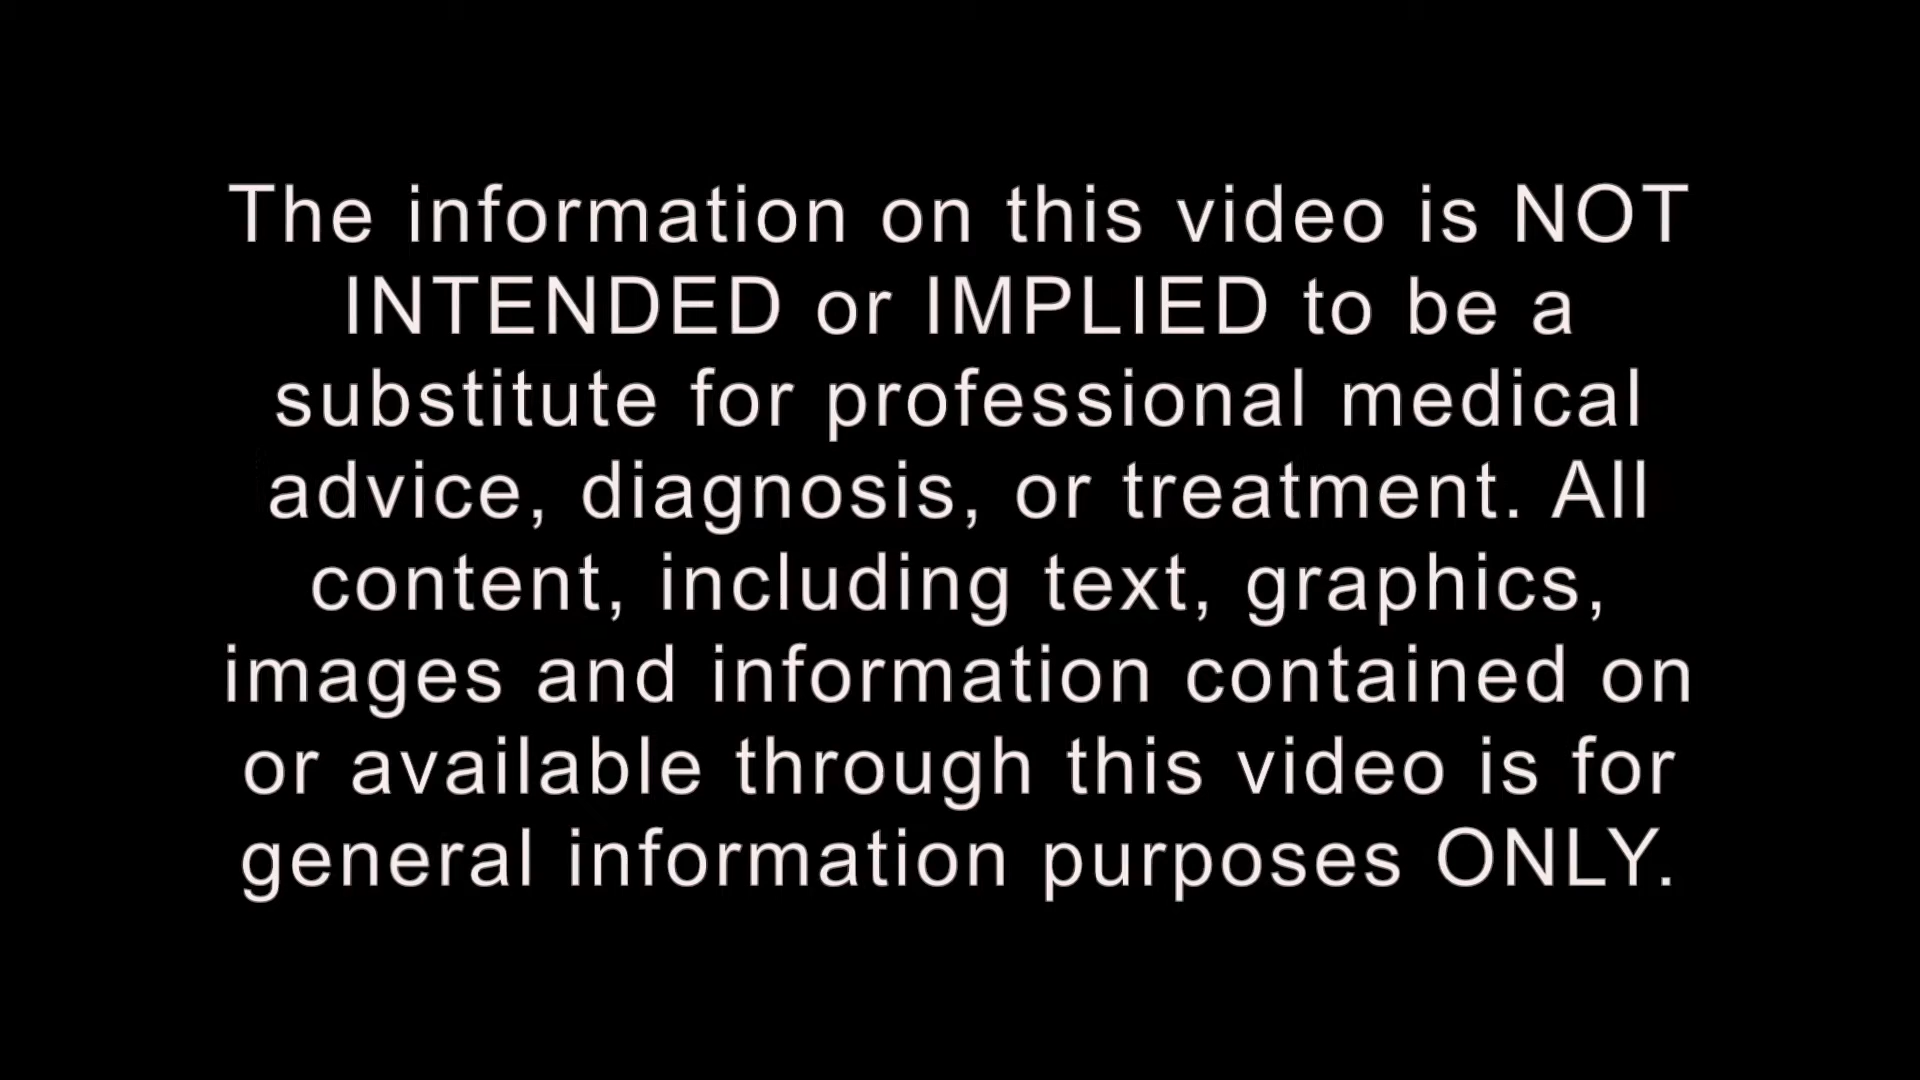 The information on this video is NOT
INTENDED or IMPLIED to be a
substitute for professional medical
advice, diagnosis, or treatment. All
content, including text, graphics,
images and information contained on
or available through this video is for
general information purposes ONLY.